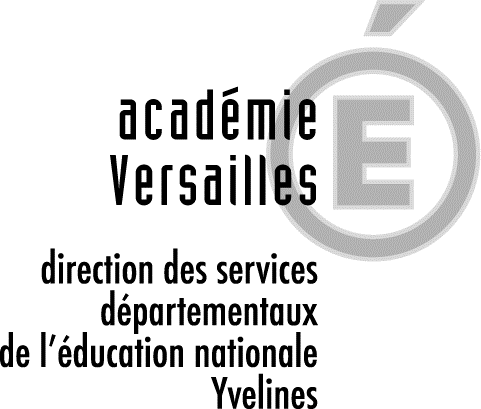 académie
Versailles
É
direction des services
départementaux
de l'éducation nationale
Yvelines